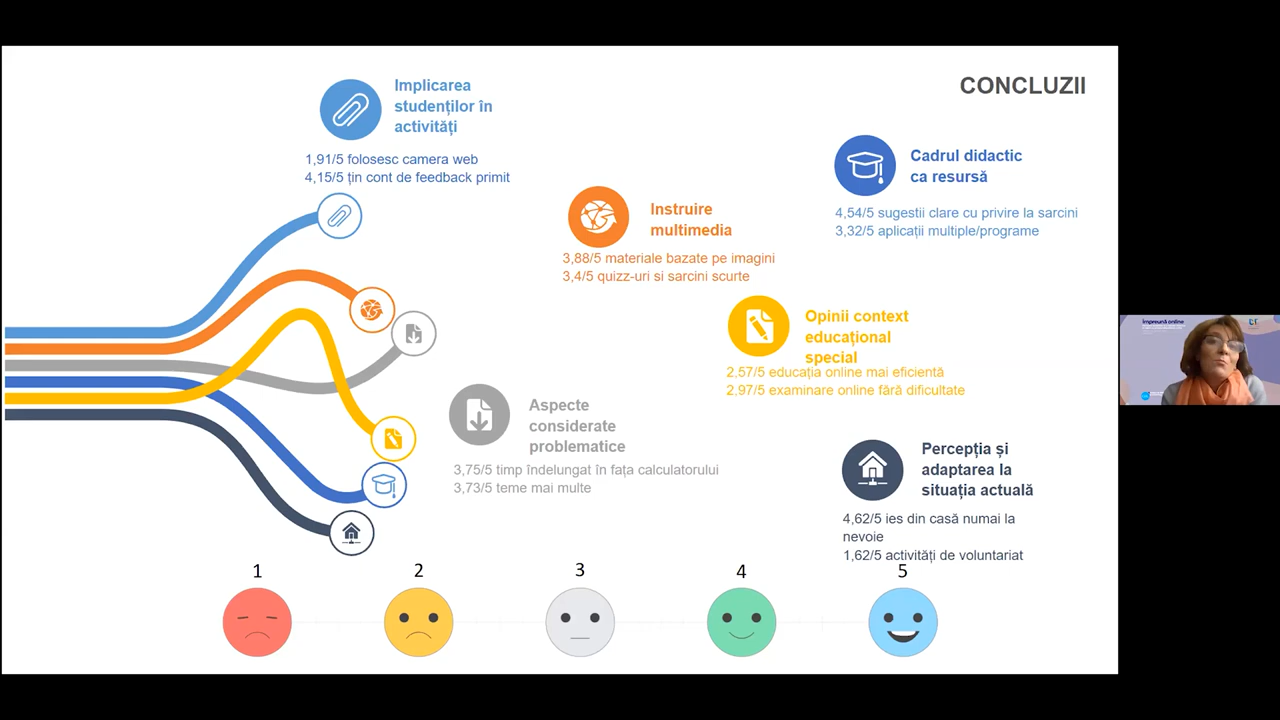 CONCLUZII
Implicarea
studenților în
activități
1,91/5 folosesc camera web
4,15/5 țin cont de feedback primit
Cadrul didactic
ca resursă
4,54/5 sugestii clare cu privire la sarcini
3,32/5 aplicații multiple/programe
Instruire
multimedia
3,88/5 materiale bazate pe imagini
3,4/5 quizz-uri si sarcini scurte
Opinii context
educațional
special
2,57/5 educația online mai eficientă
2,97/5 examinare online fără dificultate
Aspecte
considerate
problematice
3,75/5 timp îndelungat în fața calculatorului
3,73/5 teme mai multe
Percepția și
adaptarea la
situația actuală
4,62/5 ies din casă numai la
nevoie
1,62/5 activități de voluntariat
1 2 3 4 5
Împreună online